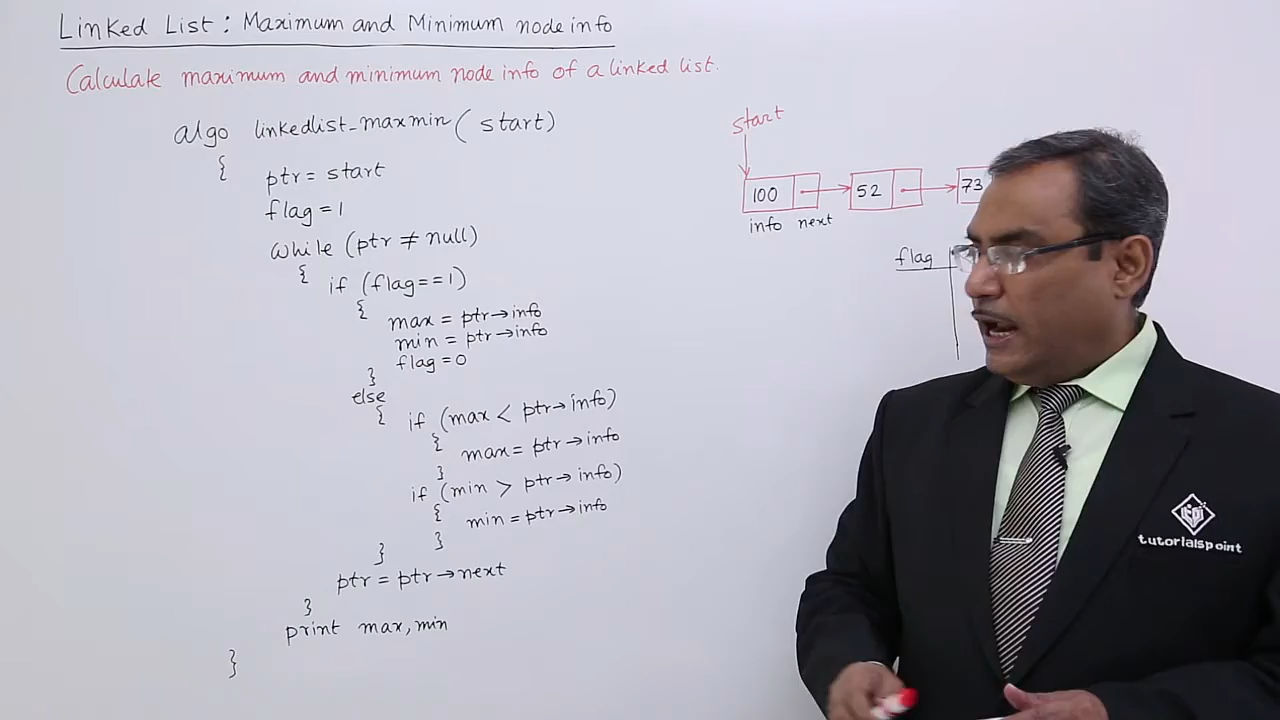 Linked List : Maximum and Minimum node info
Calculate maximum and minimum node info of a linked list.
algo linkedlist_maxmin ( start )
{
ptr = start
flag = 1
while (ptr ≠ null)
{ if (flag == 1)
{
max = ptr→info
min = ptr→info
flag = 0
}
else
{ if (max < ptr→info)
{
max = ptr→info
}
if (min > ptr→info)
{
min = ptr→info
}
}
ptr = ptr→next
}
print max, min
}
start
100 52 73
info next
flag
tutorialspoint